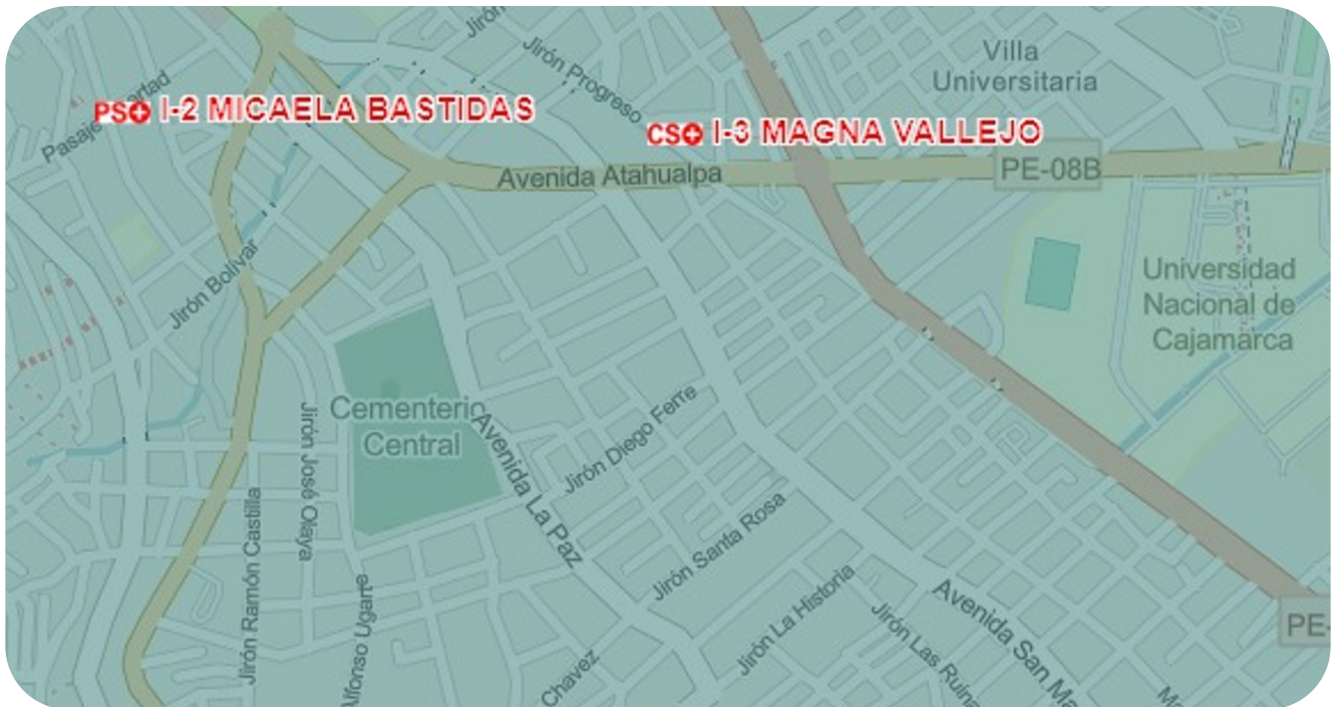 Jirón
Jirón Progreso
Villa
Universitaria
PS I-2 MICAELA BASTIDAS
CS I-3 MAGNA VALLEJO
Avenida Atahualpa
PE-08B
Jirón Bolívar
Universidad
Nacional de
Cajamarca
Cementerio
Central
Avenida La Paz
Jirón Diego Ferre
Jirón José Olaya
Jirón Ramón Castilla
Jirón Santa Rosa
Alfonso Ugarte
Jirón La Historia
Chavez
Jirón Las Ruina
Avenida San Ma
PE-